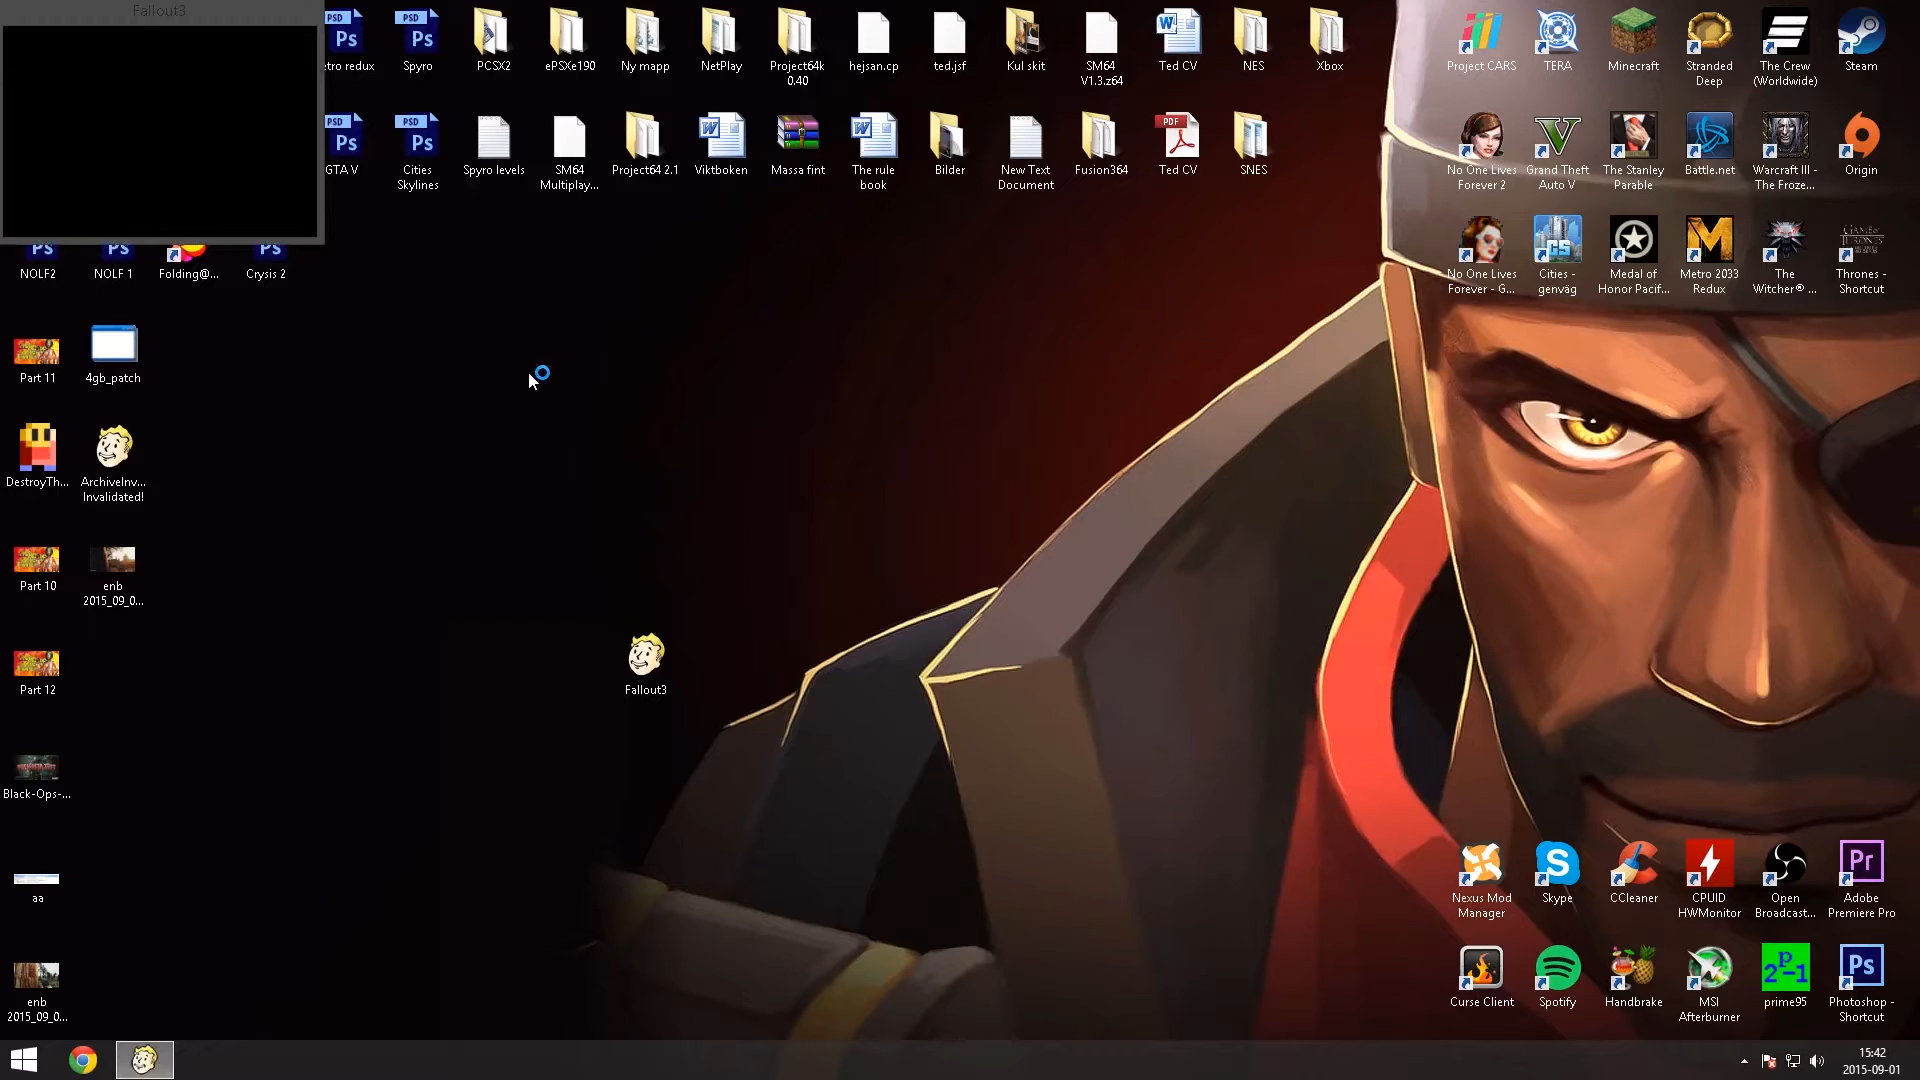 Fallout3
etro redux
Spyro
PCSX2
ePSXe190
Ny mapp
NetPlay
Project64k
0.40
hejsan.cp
ted.jsf
Kul skit
SM64
V1.3.z64
Ted CV
NES
Xbox
Project CARS
TERA
Minecraft
Stranded
Deep
The Crew
(Worldwide)
Steam
GTA V
Cities
Skylines
Spyro levels
SM64
Multiplay...
Project64 2.1
Viktboken
Massa fint
The rule
book
Bilder
New Text
Document
Fusion364
Ted CV
SNES
No One Lives
Forever 2
Grand Theft
Auto V
The Stanley
Parable
Battle.net
Warcraft III -
The Froze...
Origin
NOLF2
NOLF 1
Folding@...
Crysis 2
No One Lives
Forever - G...
Cities -
genväg
Medal of
Honor Pacif...
Metro 2033
Redux
The
Witcher® ...
Thrones -
Shortcut
Part 11
4gb_patch
DestroyTh...
ArchiveInv...
Invalidated!
Part 10
enb
2015_09_0...
Part 12
Fallout3
Black-Ops-...
aa
enb
2015_09_0...
Nexus Mod
Manager
Skype
CCleaner
CPUID
HWMonitor
Open
Broadcast...
Adobe
Premiere Pro
Curse Client
Spotify
Handbrake
MSI
Afterburner
prime95
Photoshop -
Shortcut
15:42
2015-09-01